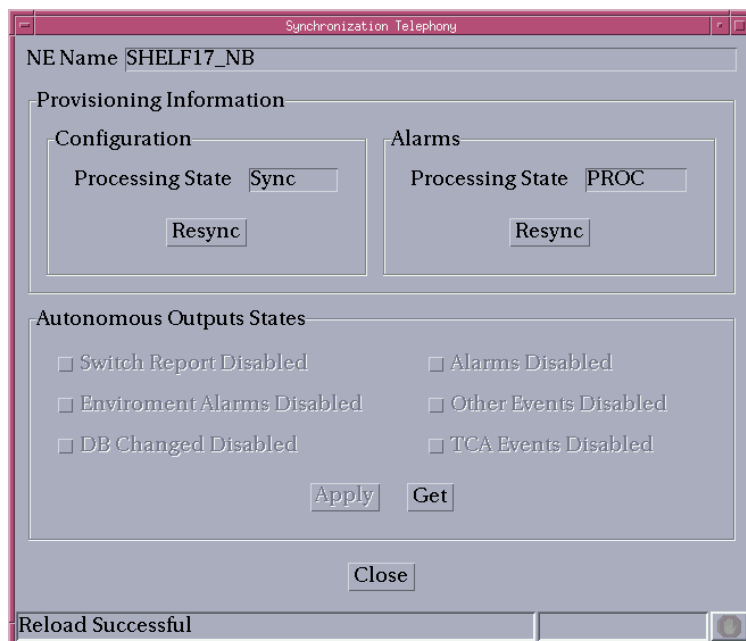 Synchronization Telephony
NE Name SHELF17_NB
Provisioning Information
Configuration
Processing State Sync
Resync
Alarms
Processing State PROC
Resync
Autonomous Outputs States
Switch Report Disabled
Alarms Disabled
Enviroment Alarms Disabled
Other Events Disabled
DB Changed Disabled
TCA Events Disabled
Apply Get
Close
Reload Successful